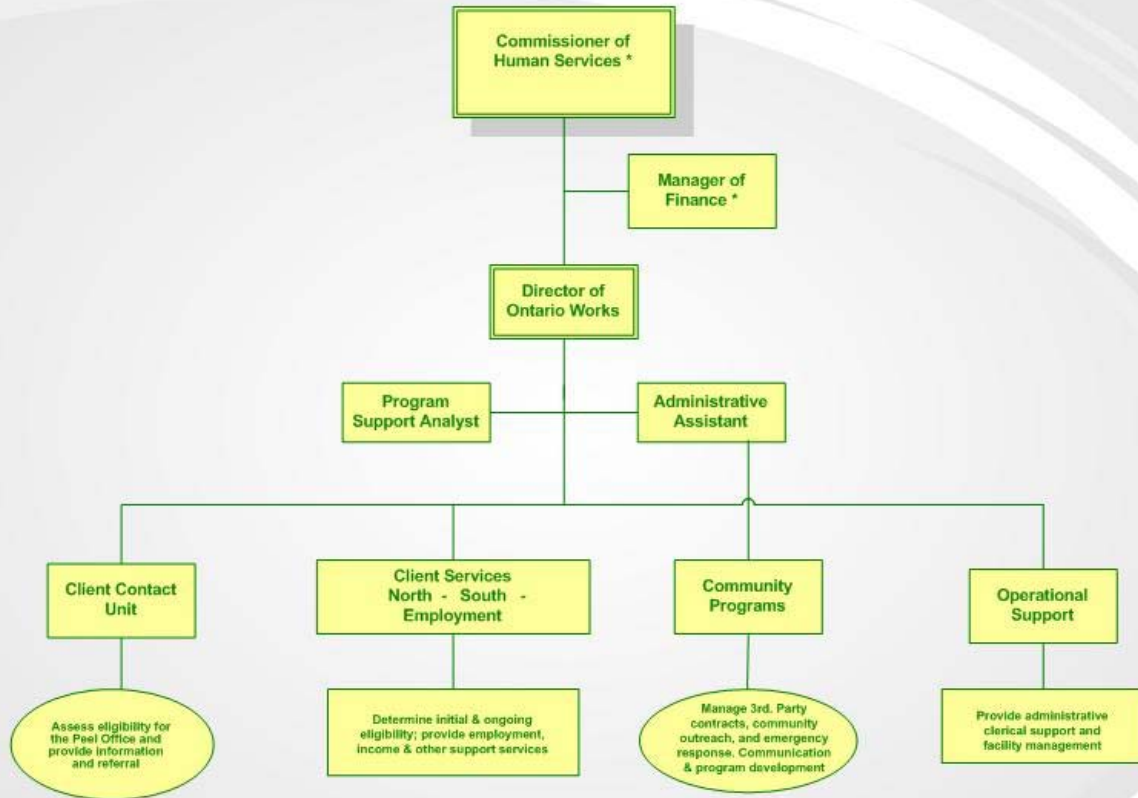 Commissioner of
Human Services *
Manager of
Finance *
Director of
Ontario Works
Program
Support Analyst
Administrative
Assistant
Client Contact
Unit
Client Services
North - South -
Employment
Community
Programs
Operational
Support
Assess eligibility for
the Peel Office and
provide information
and referral
Determine initial & ongoing
eligibility; provide employment,
income & other support services
Manage 3rd. Party
contracts, community
outreach, and emergency
response. Communication
& program development
Provide administrative
clerical support and
facility management